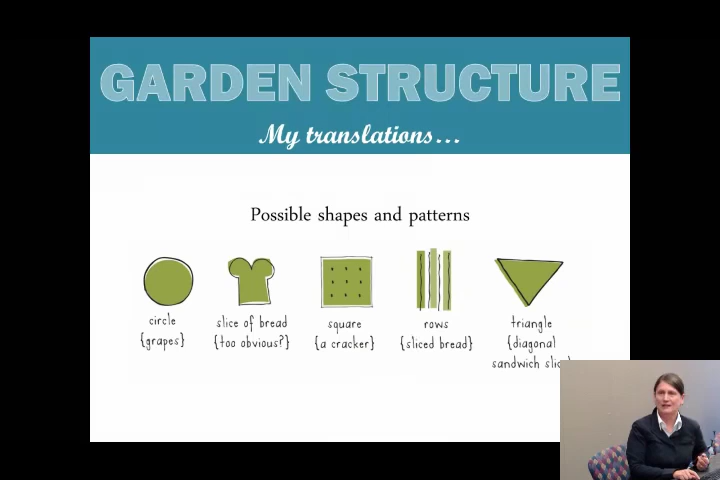 GARDEN STRUCTURE
My translations...
Possible shapes and patterns
circle
{grapes}
slice of bread
{too obvious?}
square
{a cracker}
rows
{sliced bread}
triangle
{diagonal
sandwich